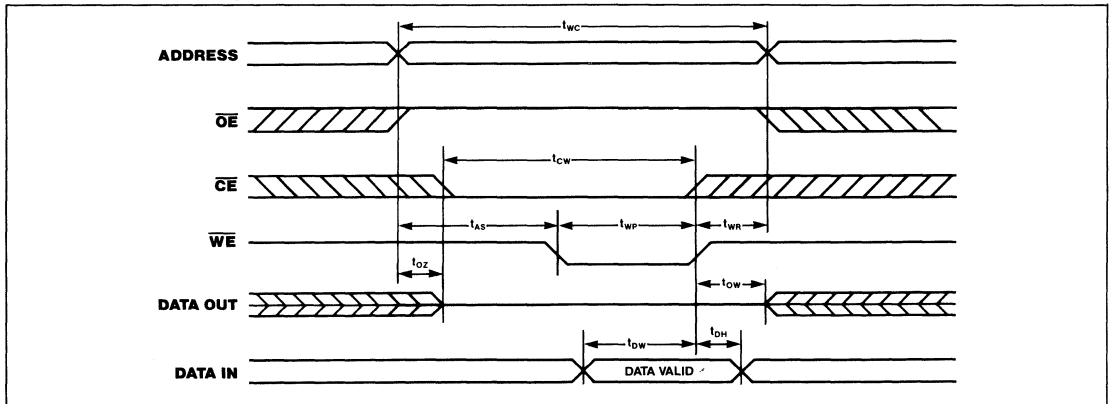 tWC
ADDRESS
OE
tCW
CE
tAS
tWP
tWR
WE
tOZ
tOW
DATA OUT
tDW
tDH
DATA IN
DATA VALID